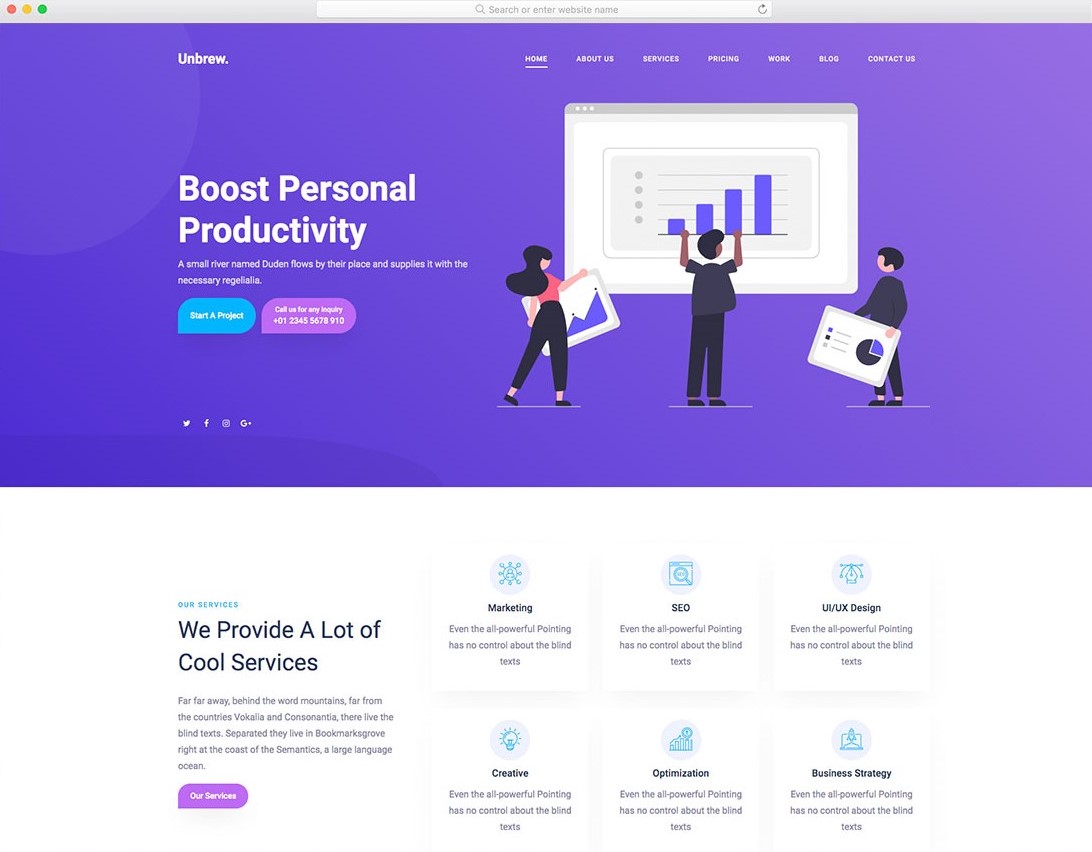 Search or enter website name
Unbrew.
HOME ABOUT US SERVICES PRICING WORK BLOG CONTACT US
Boost Personal
Productivity
A small river named Duden flows by their place and supplies it with the
necessary regelialia.
Start A Project
Call us for any inquiry
+01 2345 5678 910
OUR SERVICES
We Provide A Lot of
Cool Services
Far far away, behind the word mountains, far from
the countries Vokalia and Consonantia, there live the
blind texts. Separated they live in Bookmarksgrove
right at the coast of the Semantics, a large language
ocean.
Our Services
Marketing
Even the all-powerful Pointing
has no control about the blind
texts
SEO
Even the all-powerful Pointing
has no control about the blind
texts
UI/UX Design
Even the all-powerful Pointing
has no control about the blind
texts
Creative
Even the all-powerful Pointing
has no control about the blind
texts
Optimization
Even the all-powerful Pointing
has no control about the blind
texts
Business Strategy
Even the all-powerful Pointing
has no control about the blind
texts